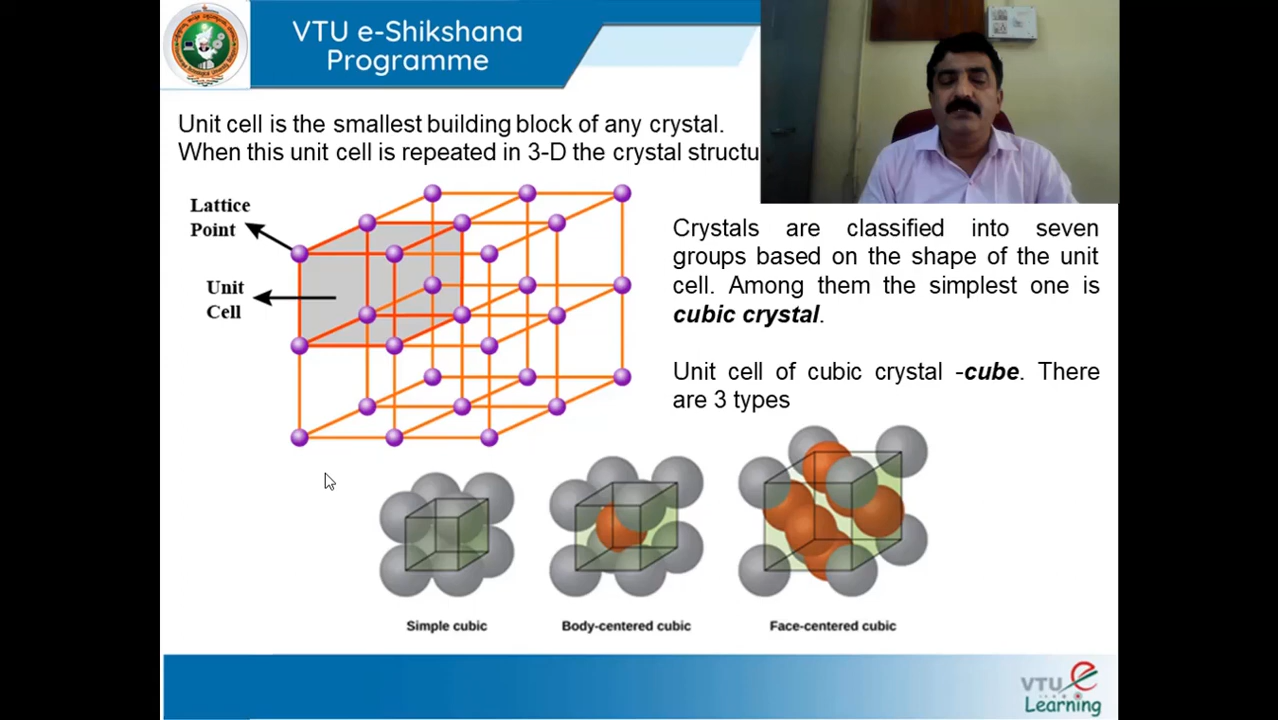 VTU e-Shikshana
Programme
Unit cell is the smallest building block of any crystal.
When this unit cell is repeated in 3-D the crystal structu
Lattice
Point
Unit
Cell
Crystals are classified into seven
groups based on the shape of the unit
cell. Among them the simplest one is
cubic crystal.
Unit cell of cubic crystal -cube. There
are 3 types
Simple cubic
Body-centered cubic
Face-centered cubic
VTU e
Learning